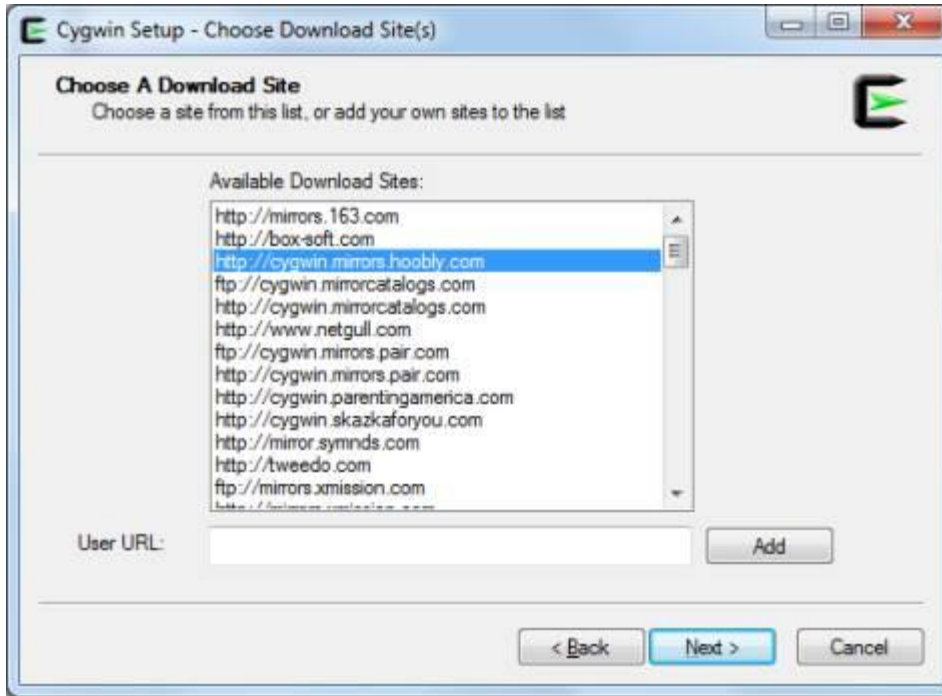 Cygwin Setup - Choose Download Site(s)
Choose A Download Site
Choose a site from this list, or add your own sites to the list
Available Download Sites:
http://mirrors.163.com
http://box-soft.com
http://cygwin.mirrors.hoobly.com
ftp://cygwin.mirrorcatalogs.com
http://cygwin.mirrorcatalogs.com
http://www.netgull.com
ftp://cygwin.mirrors.pair.com
http://cygwin.mirrors.pair.com
http://cygwin.parentingamerica.com
http://cygwin.skazkaforyou.com
http://mirror.symnds.com
http://tweedo.com
ftp://mirrors.xmission.com
User URL:
Add
< Back
Next >
Cancel